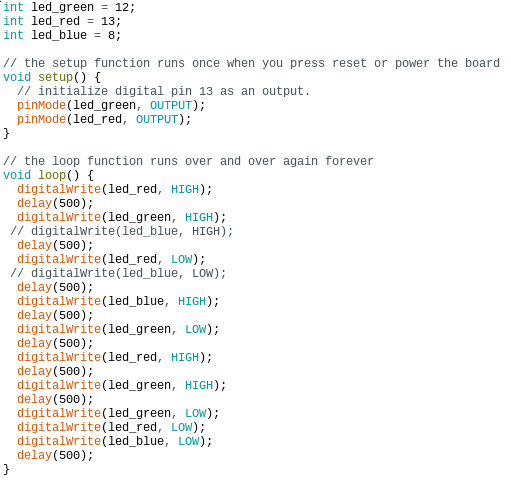 int led_green = 12;
int led_red = 13;
int led_blue = 8;

// the setup function runs once when you press reset or power the board
void setup() {
  // initialize digital pin 13 as an output.
  pinMode(led_green, OUTPUT);
  pinMode(led_red, OUTPUT);
}

// the loop function runs over and over again forever
void loop() {
  digitalWrite(led_red, HIGH);
  delay(500);
  digitalWrite(led_green, HIGH);
 // digitalWrite(led_blue, HIGH);
  delay(500);
  digitalWrite(led_red, LOW);
 // digitalWrite(led_blue, LOW);
  delay(500);
  digitalWrite(led_blue, HIGH);
  delay(500);
  digitalWrite(led_green, LOW);
  delay(500);
  digitalWrite(led_red, HIGH);
  delay(500);
  digitalWrite(led_green, HIGH);
  delay(500);
  digitalWrite(led_green, LOW);
  digitalWrite(led_red, LOW);
  digitalWrite(led_blue, LOW);
  delay(500);
}